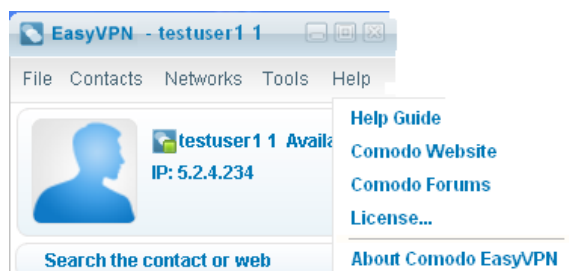 EasyVPN - testuser1 1
File Contacts Networks Tools Help
testuser1 1 Availa
IP: 5.2.4.234
Search the contact or web
Help Guide
Comodo Website
Comodo Forums
License...
About Comodo EasyVPN